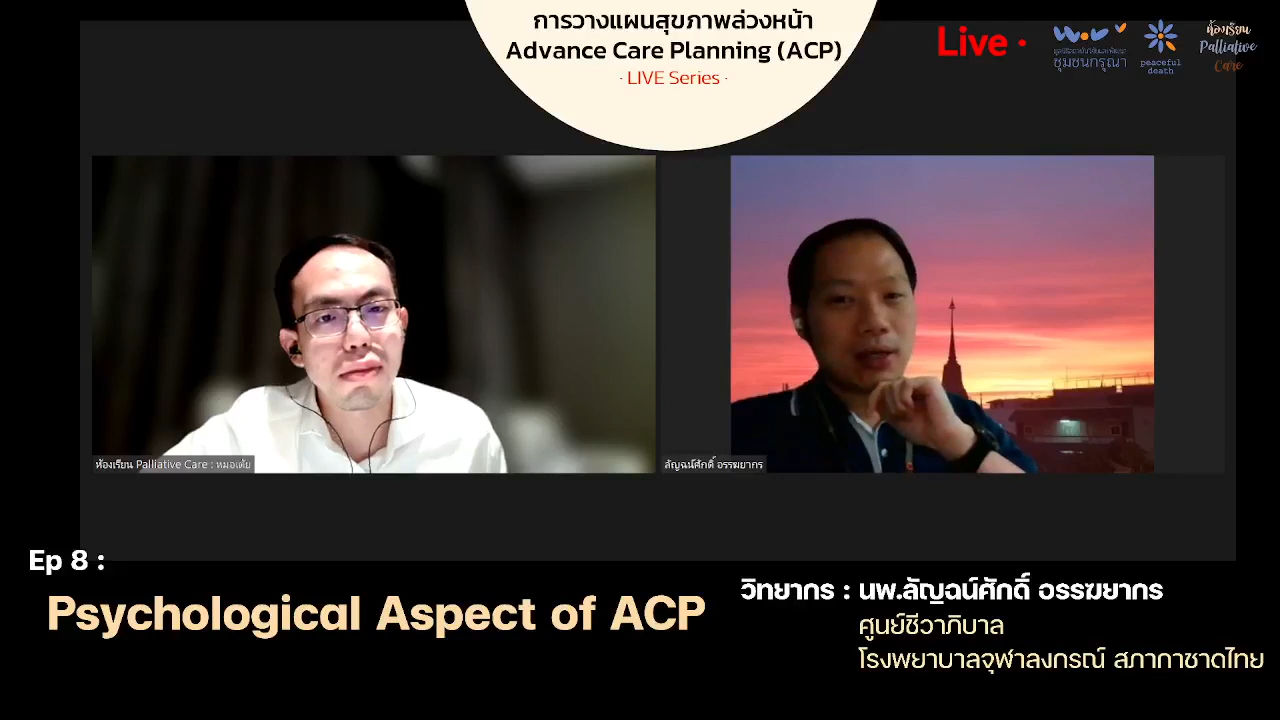 การวางแผนสุขภาพล่วงหน้า
Advance Care Planning (ACP)
· LIVE Series ·
Live ·
ชุมชนกรุณา
peaceful
death
ห้องเรียน
Palliative
Care
ห้องเรียน Palliative Care : หมอเต้ย
ลัญฉน์ศักดิ์ อรรฆยากร
Ep 8 :
Psychological Aspect of ACP
วิทยากร : นพ.ลัญฉน์ศักดิ์ อรรฆยากร
ศูนย์ชีวาภิบาล
โรงพยาบาลจุฬาลงกรณ์ สภากาชาดไทย